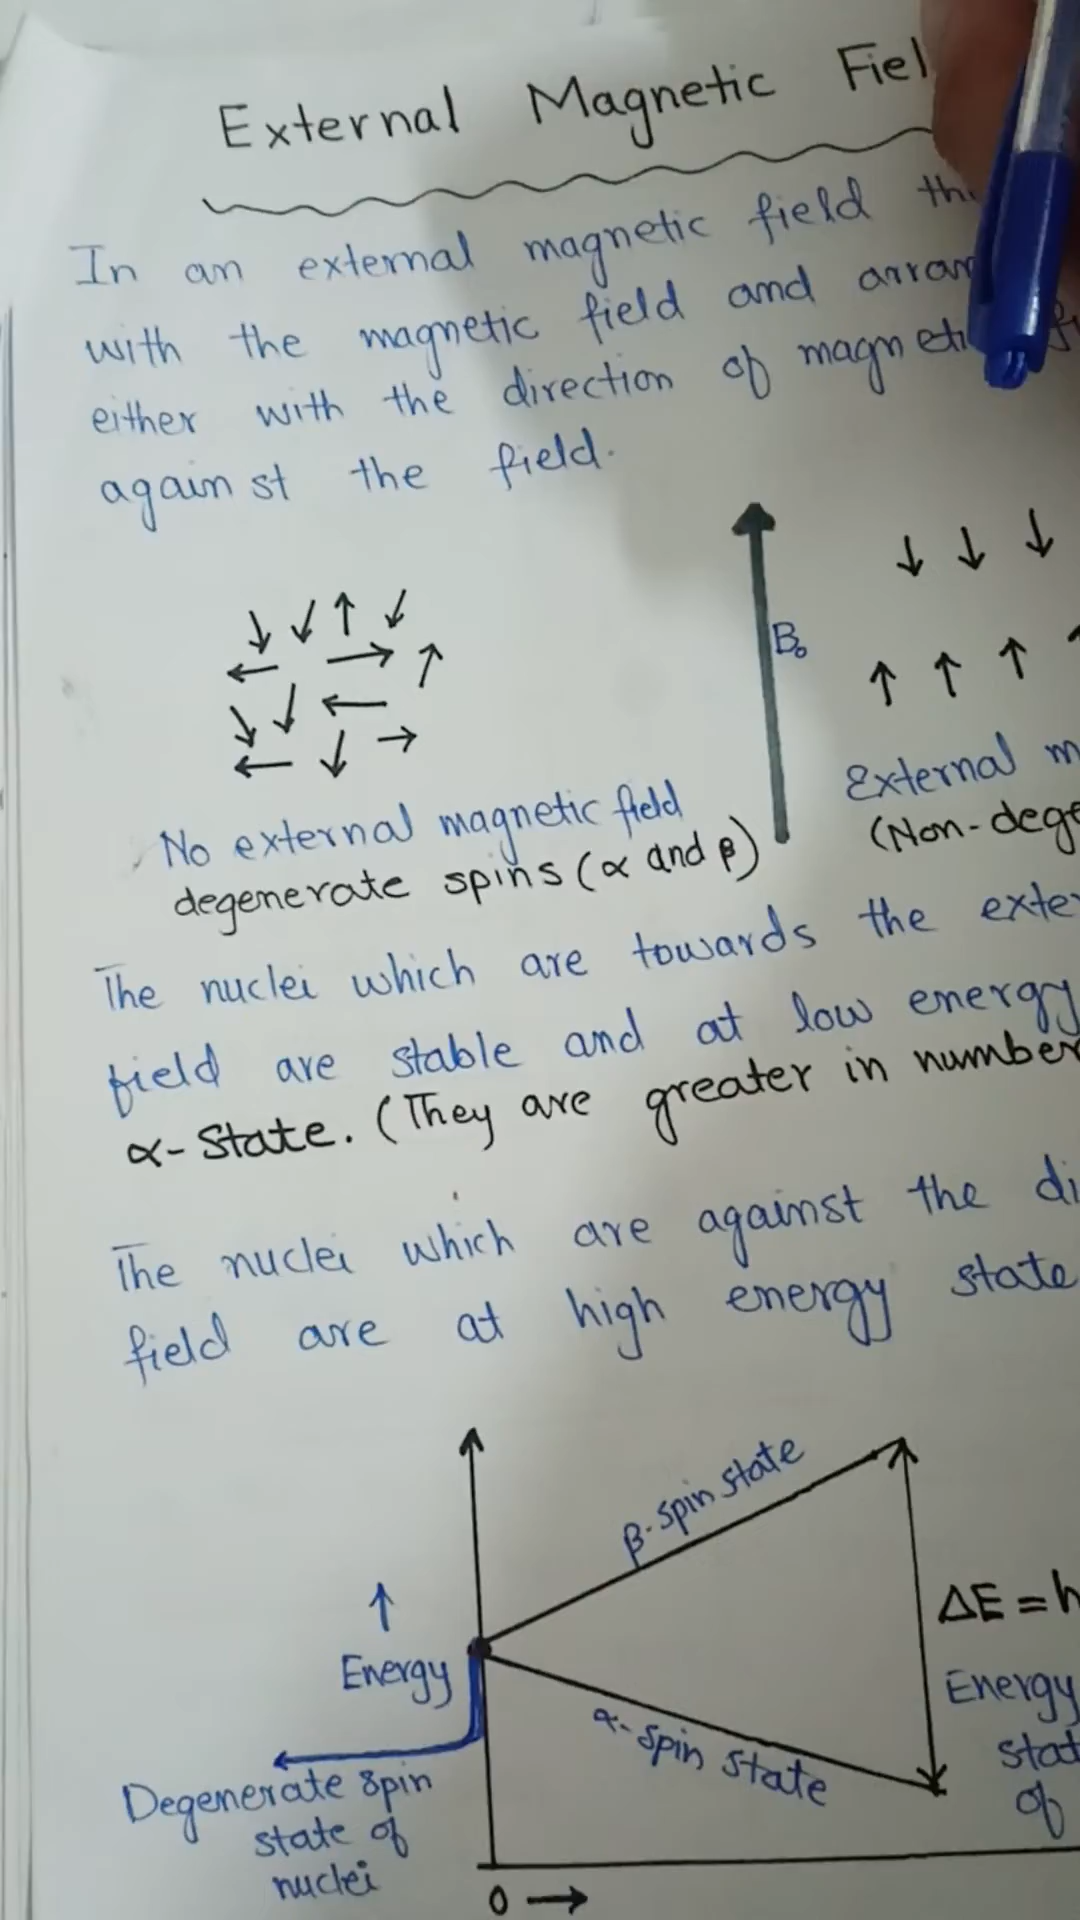 External Magnetic Fiel
In an external magnetic field
with the magnetic field and arran
either with the direction of magneti
against the field.
B₀
No external magnetic field
degenerate spins (α and β)
External m
(Non-dege
The nuclei which are towards the exte
field are stable and at low energy
α-State. (They are greater in number
The nuclei which are against the di
field are at high energy state
β-spin state
ΔE = h
↑
Energy
α-spin state
Energy
stat
of
Degenerate spin
state of
nuclei
0 →